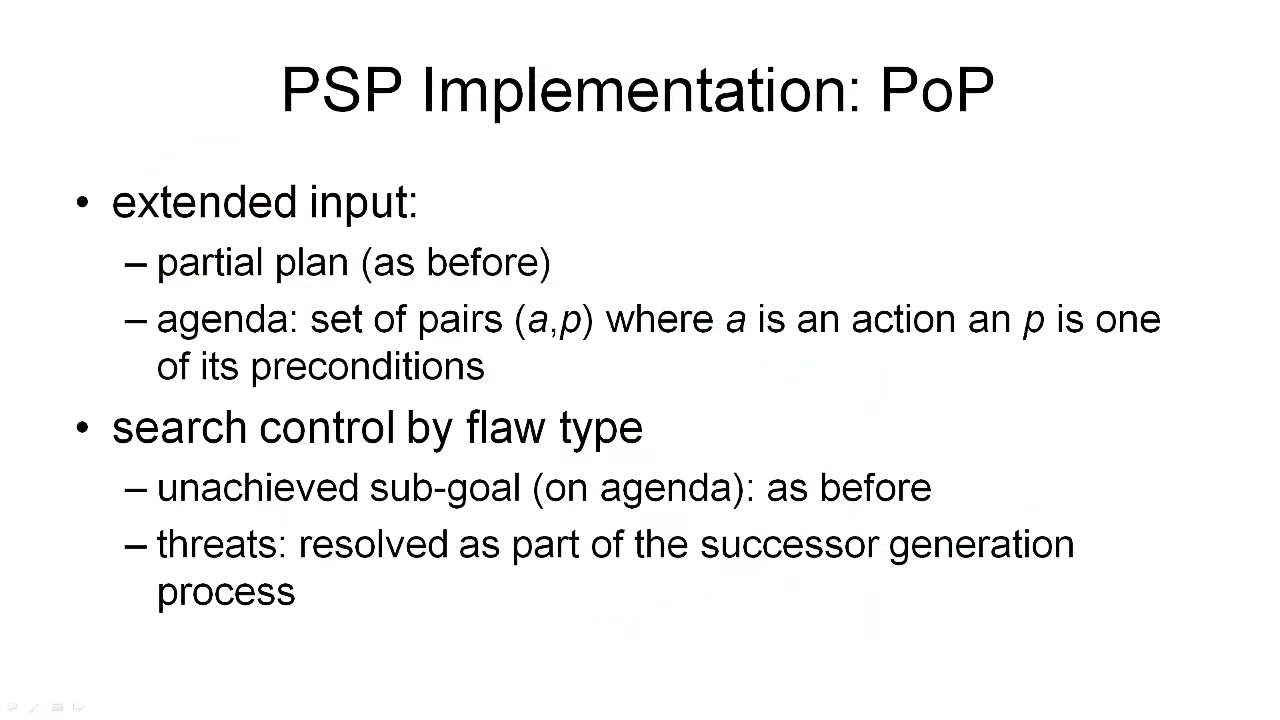 PSP Implementation: PoP
• extended input:
– partial plan (as before)
– agenda: set of pairs (a,p) where a is an action an p is one
of its preconditions
• search control by flaw type
– unachieved sub-goal (on agenda): as before
– threats: resolved as part of the successor generation
process